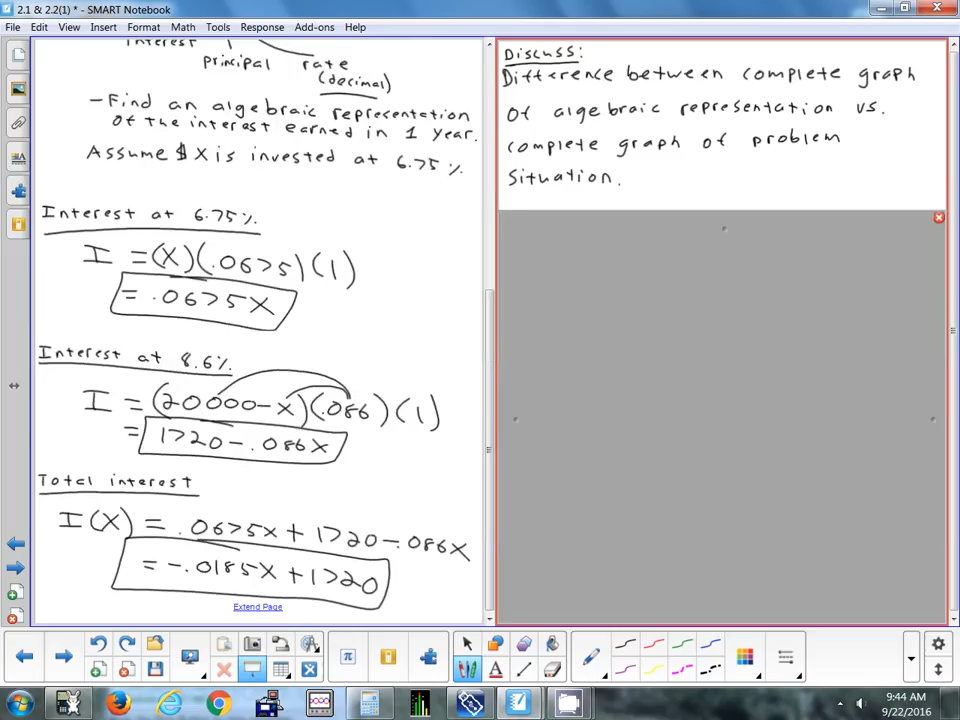 2.1 & 2.2(1) * - SMART Notebook
File Edit View Insert Format Math Tools Response Add-ons Help
Interest
principal rate
(decimal)
- Find an algebraic representation
of the interest earned in 1 year.
Assume $X is invested at 6.75%.
Interest at 6.75%.
I = (X)(.0675)(1)
= .0675X
Interest at 8.6%.
I = (20000-x)(.086)(1)
= 1720-.086X
Total interest
I(X) = .0675x + 1720-.086X
= -.0185X + 1720
Extend Page
Discuss:
Difference between complete graph
of algebraic representation vs.
complete graph of problem
situation.
9:44 AM
9/22/2016